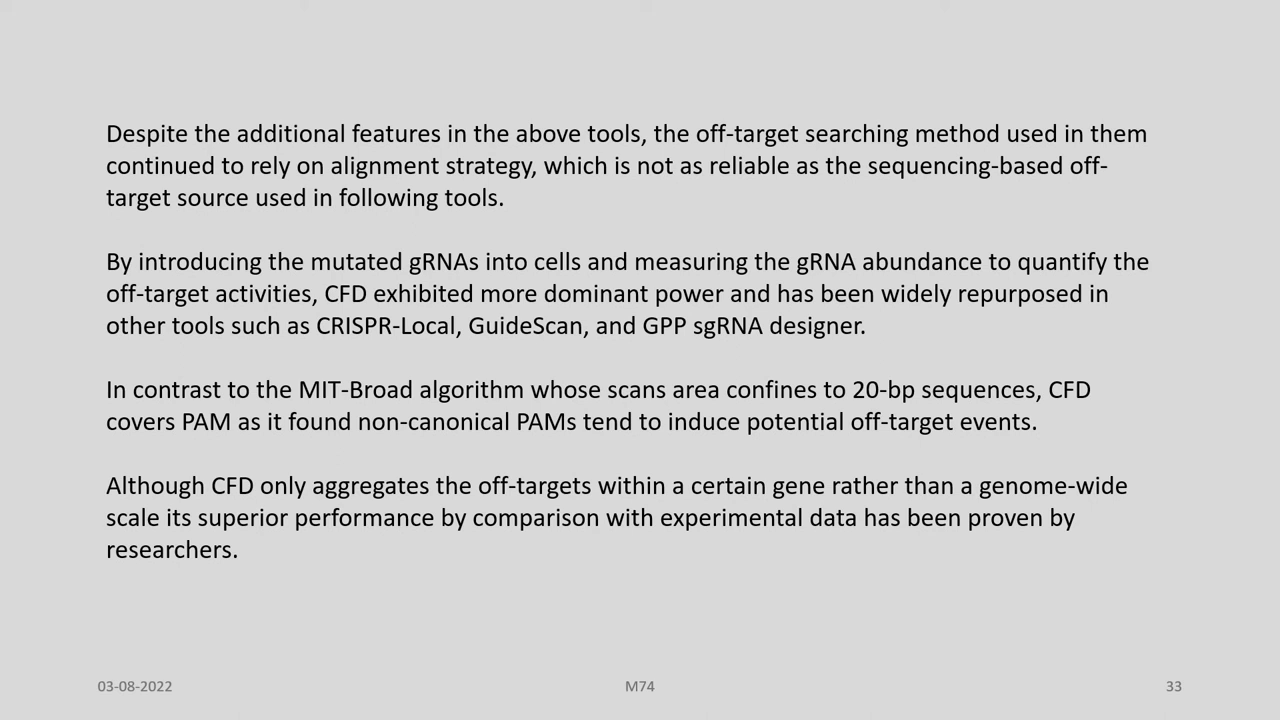 Despite the additional features in the above tools, the off-target searching method used in them
continued to rely on alignment strategy, which is not as reliable as the sequencing-based off-
target source used in following tools.
By introducing the mutated gRNAs into cells and measuring the gRNA abundance to quantify the
off-target activities, CFD exhibited more dominant power and has been widely repurposed in
other tools such as CRISPR-Local, GuideScan, and GPP sgRNA designer.
In contrast to the MIT-Broad algorithm whose scans area confines to 20-bp sequences, CFD
covers PAM as it found non-canonical PAMs tend to induce potential off-target events.
Although CFD only aggregates the off-targets within a certain gene rather than a genome-wide
scale its superior performance by comparison with experimental data has been proven by
researchers.
03-08-2022
M74
33